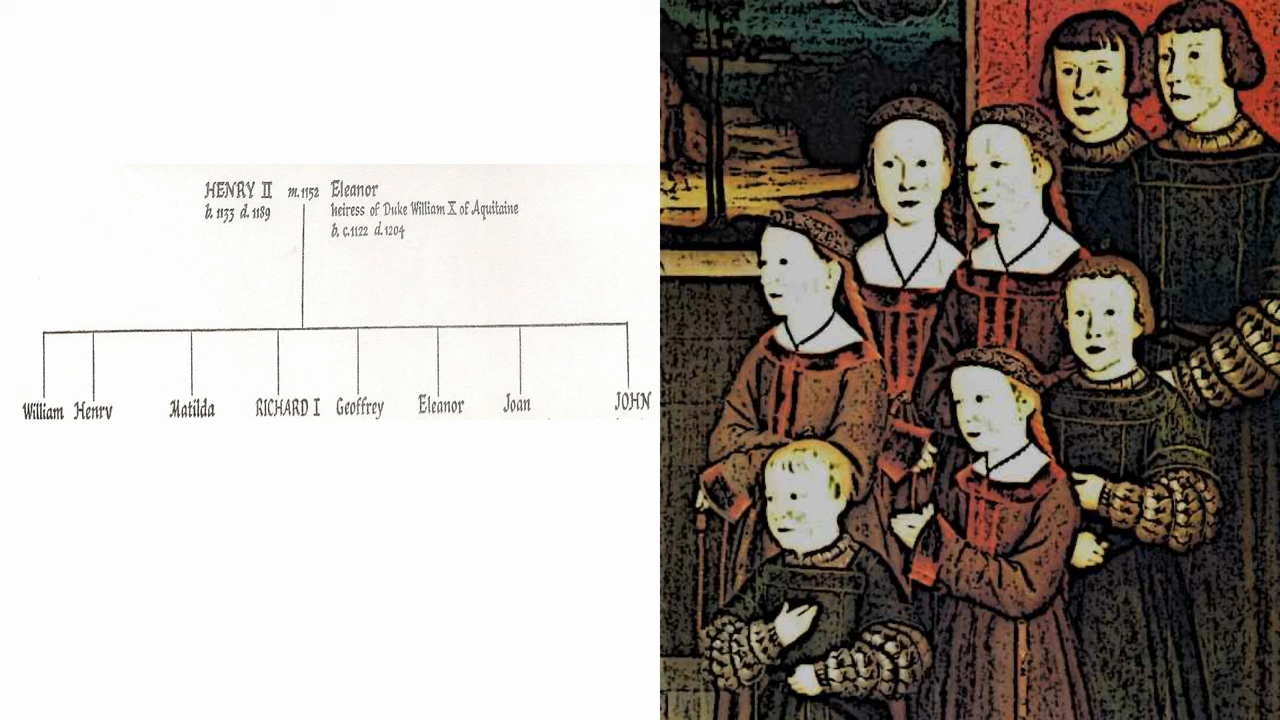 HENRY II m. 1152 Eleanor
b. 1133 d. 1189 heiress of Duke William X of Aquitaine
b. c.1122 d. 1204
William Henry Matilda RICHARD I Geoffrey Eleanor Joan JOHN